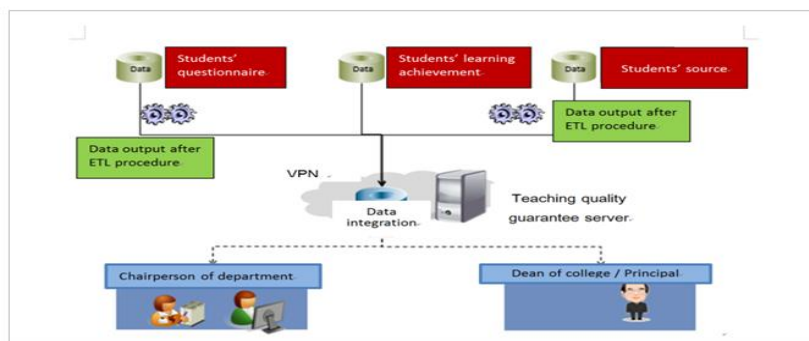 Data
Students’
questionnaire
Data
Students’ learning
achievement
Data
Students’ source
Data output after
ETL procedure
Data output after
ETL procedure
VPN
Data
integration
Teaching quality
guarantee server
Chairperson of department
Dean of college / Principal